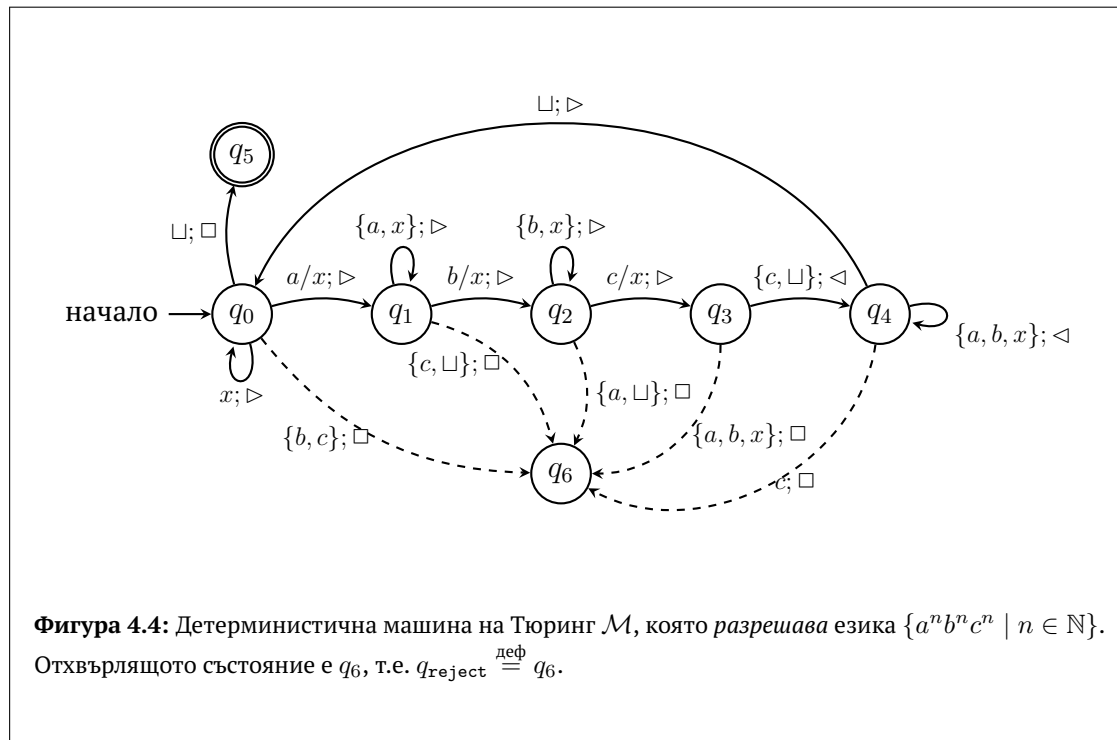 ⊔; ▷
q₅
{a, x}; ▷
{b, x}; ▷
⊔; □
a/x; ▷
b/x; ▷
c/x; ▷
{c, ⊔}; ◁
начало
q₀
q₁
q₂
q₃
q₄
{a, b, x}; ◁
{c, ⊔}; □
x; ▷
{a, ⊔}; □
{b, c}; □
{a, b, x}; □
q₆
c; □
Фигура 4.4: Детерминистична машина на Тюринг ℳ, която разрешава езика {aⁿbⁿcⁿ | n ∈ ℕ}.
Отхвърлящото състояние е q₆, т.е. q_reject ≝ деф q₆.